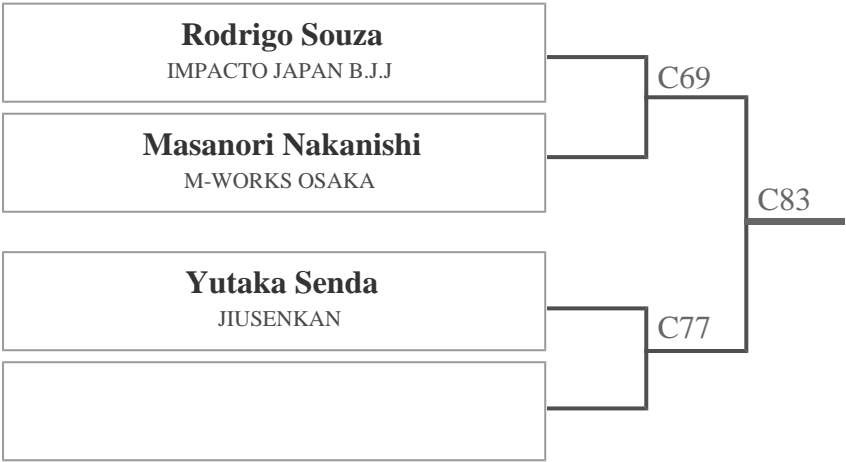 Rodrigo Souza
IMPACTO JAPAN B.J.J
C69
Masanori Nakanishi
M-WORKS OSAKA
C83
Yutaka Senda
JIUSENKAN
C77